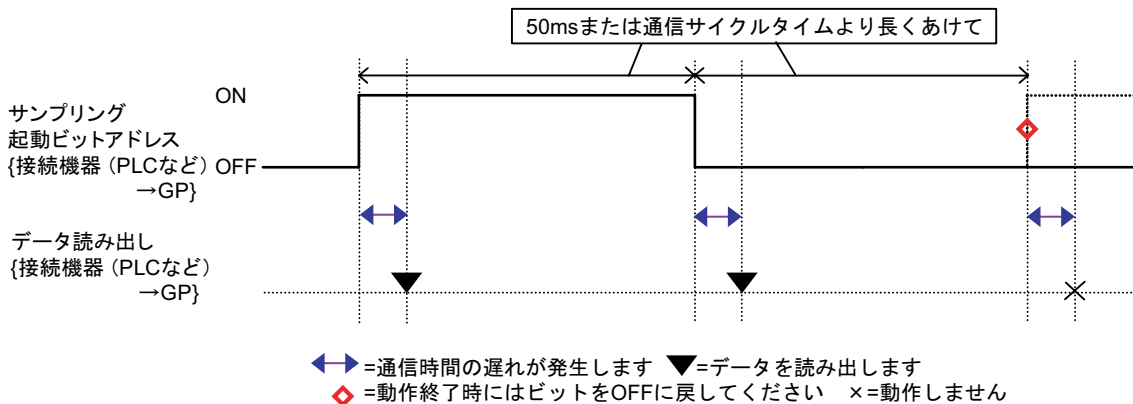 50msまたは通信サイクルタイムより長くあけて
ON
サンプリング
起動ビットアドレス
{接続機器（PLCなど）
OFF
→GP}
データ読み出し
{接続機器（PLCなど）
→GP}
=通信時間の遅れが発生します ▼=データを読み出します
=動作終了時にはビットをOFFに戻してください ×=動作しません